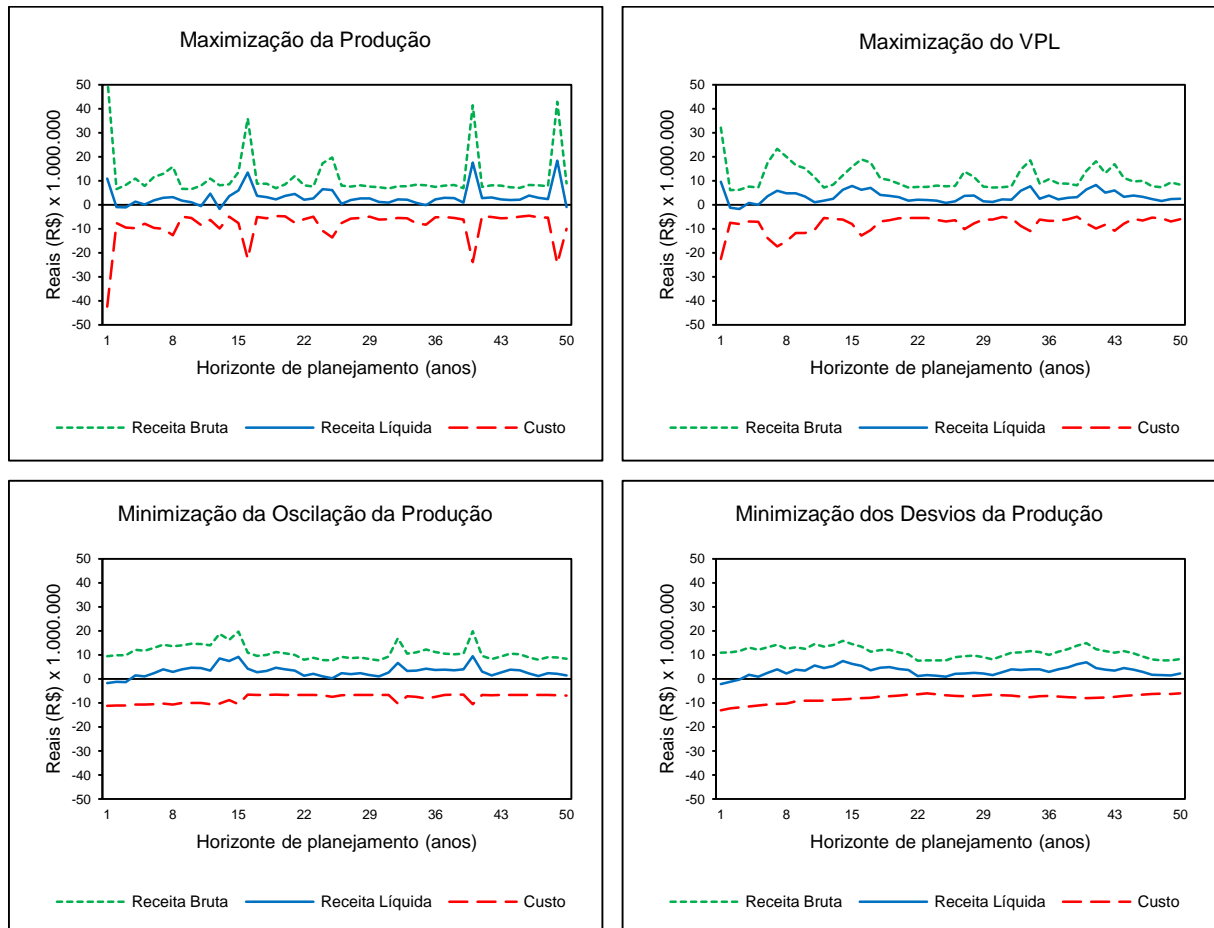 Maximização da Produção
Reais (R$) x 1.000.000
50
40
30
20
10
0
-10
-20
-30
-40
-50
1 8 15 22 29 36 43 50
Horizonte de planejamento (anos)
Receita Bruta Receita Líquida Custo
Maximização do VPL
Reais (R$) x 1.000.000
50
40
30
20
10
0
-10
-20
-30
-40
-50
1 8 15 22 29 36 43 50
Horizonte de planejamento (anos)
Receita Bruta Receita Líquida Custo
Minimização da Oscilação da Produção
Reais (R$) x 1.000.000
50
40
30
20
10
0
-10
-20
-30
-40
-50
1 8 15 22 29 36 43 50
Horizonte de planejamento (anos)
Receita Bruta Receita Líquida Custo
Minimização dos Desvios da Produção
Reais (R$) x 1.000.000
50
40
30
20
10
0
-10
-20
-30
-40
-50
1 8 15 22 29 36 43 50
Horizonte de planejamento (anos)
Receita Bruta Receita Líquida Custo